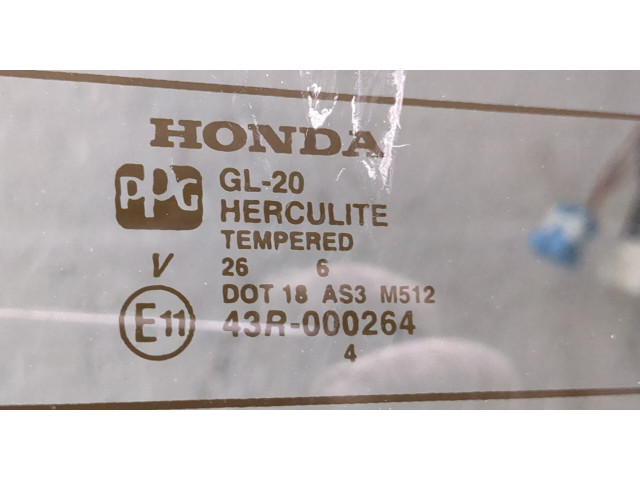 HONDA
PPG GL-20
HERCULITE
TEMPERED
V 26 6
DOT 18 AS3 M512
E11 43R-000264
4